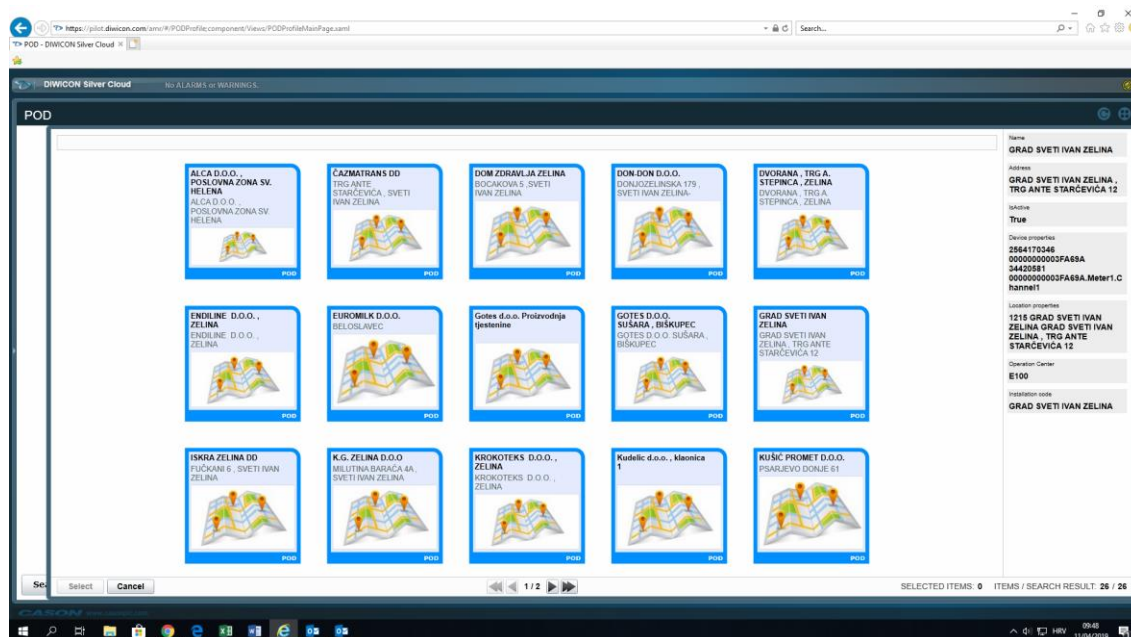 https://pilot.diwicon.com/amr/#/PODProfile;component/Views/PODProfileMainPage.xaml
Search...
POD - DIWICON Silver Cloud
DIWICON Silver Cloud
No ALARMS or WARNINGS.
POD
ALCA D.O.O. ,
POSLOVNA ZONA SV.
HELENA
ALCA D.O.O. ,
POSLOVNA ZONA SV.
HELENA
POD
ČAZMATRANS DD
TRG ANTE
STARČEVIĆA , SVETI
IVAN ZELINA
POD
DOM ZDRAVLJA ZELINA
BOCAKOVA 5 ,SVETI
IVAN ZELINA
POD
DON-DON D.O.O.
DONJOZELINSKA 179 ,
SVETI IVAN ZELINA-
POD
DVORANA , TRG A.
STEPINCA , ZELINA
DVORANA , TRG A.
STEPINCA , ZELINA
POD
ENDILINE D.O.O. ,
ZELINA
ENDILINE D.O.O. ,
ZELINA
POD
EUROMILK D.O.O.
BELOSLAVEC
POD
Gotes d.o.o. Proizvodnja
tjestenine
POD
GOTES D.O.O.
SUŠARA , BIŠKUPEC
GOTES D.O.O. SUŠARA ,
BIŠKUPEC
POD
GRAD SVETI IVAN
ZELINA
GRAD SVETI IVAN
ZELINA , TRG ANTE
STARČEVIĆA 12
POD
ISKRA ZELINA DD
FUČKANI 6 , SVETI IVAN
ZELINA
POD
K.G. ZELINA D.O.O
MILUTINA BARAĆA 4A ,
SVETI IVAN ZELINA
POD
KROKOTEKS D.O.O. ,
ZELINA
KROKOTEKS D.O.O. ,
ZELINA
POD
Kudelic d.o.o. , klaonica
1
POD
KUŠIĆ PROMET D.O.O.
PSARJEVO DONJE 61
POD
Name
GRAD SVETI IVAN ZELINA
Address
GRAD SVETI IVAN ZELINA ,
TRG ANTE STARČEVIĆA 12
IsActive
True
Device properties
2564170346
00000000003FA69A
34420581
00000000003FA69A.Meter1.C
hannel1
Location properties
1215 GRAD SVETI IVAN
ZELINA GRAD SVETI IVAN
ZELINA , TRG ANTE
STARČEVIĆA 12
Operation Center
E100
Installation code
GRAD SVETI IVAN ZELINA
Sea
Select
Cancel
1 / 2
SELECTED ITEMS: 0
ITEMS / SEARCH RESULT: 26 / 26
CASON
HRV
09:48
11/04/2019